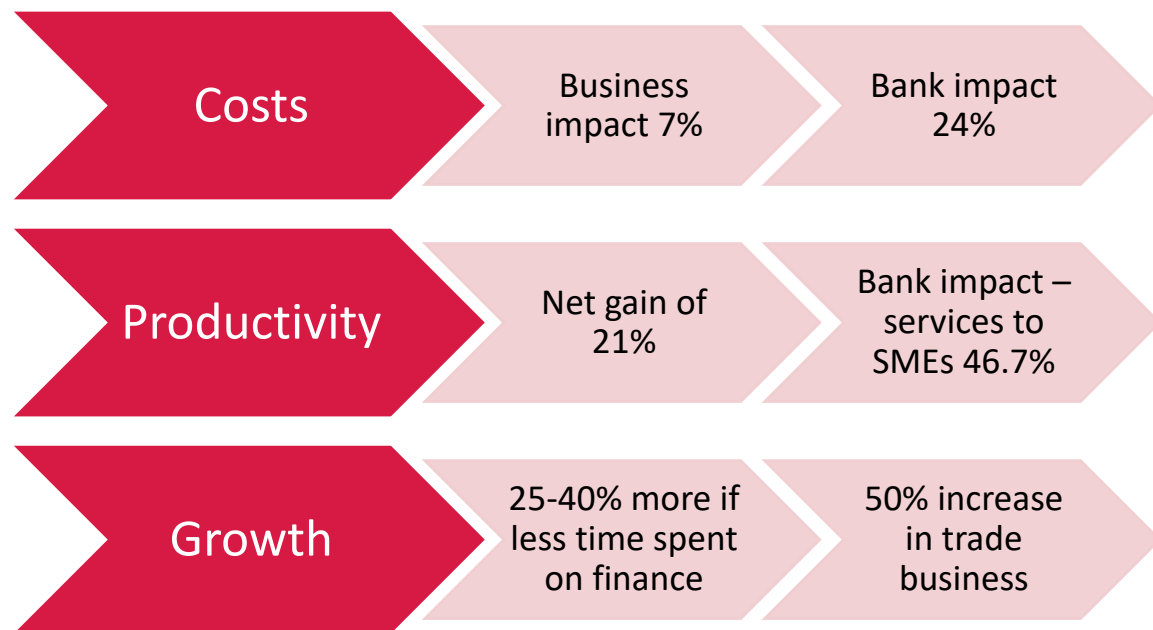 Costs
Business
impact 7%
Bank impact
24%
Productivity
Net gain of
21%
Bank impact –
services to
SMEs 46.7%
Growth
25-40% more if
less time spent
on finance
50% increase
in trade
business